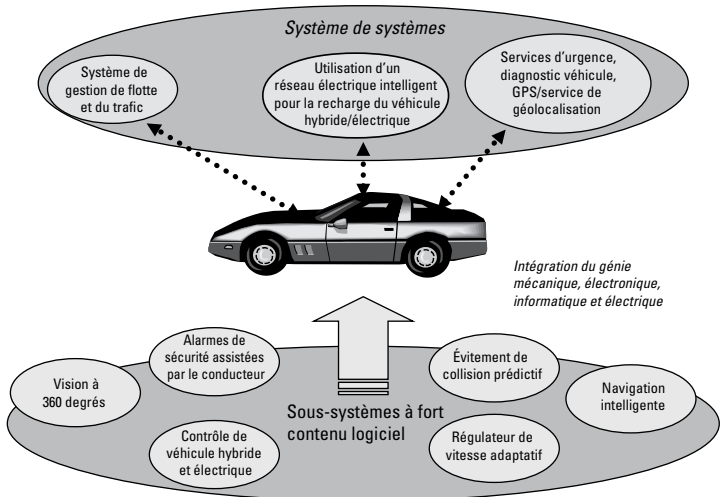 Système de systèmes
Système de
gestion de flotte
et du trafic
Utilisation d'un
réseau électrique intelligent
pour la recharge du véhicule
hybride/électrique
Services d'urgence,
diagnostic véhicule,
GPS/service de
géolocalisation
Intégration du génie
mécanique, électronique,
informatique et électrique
Vision à
360 degrés
Alarmes de
sécurité assistées
par le conducteur
Contrôle de
véhicule hybride
et électrique
Sous-systèmes à fort
contenu logiciel
Évitement de
collision prédictif
Régulateur de
vitesse adaptatif
Navigation
intelligente